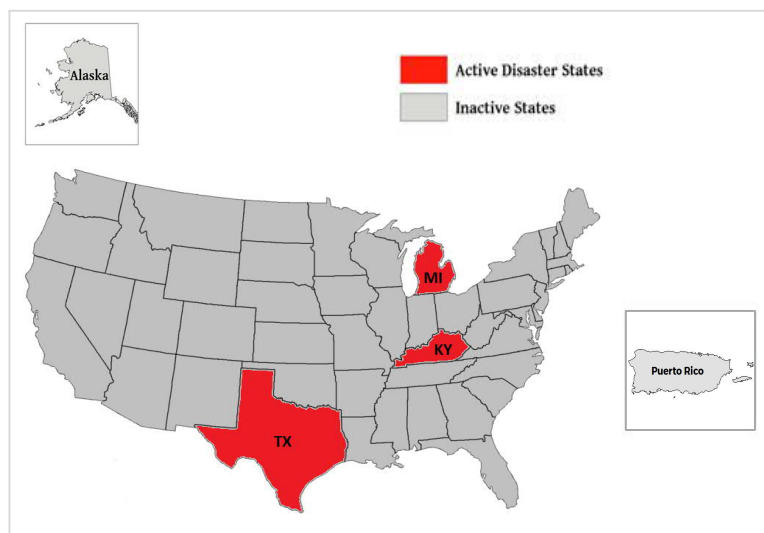 Alaska
Active Disaster States
Inactive States
MI
KY
Puerto Rico
TX